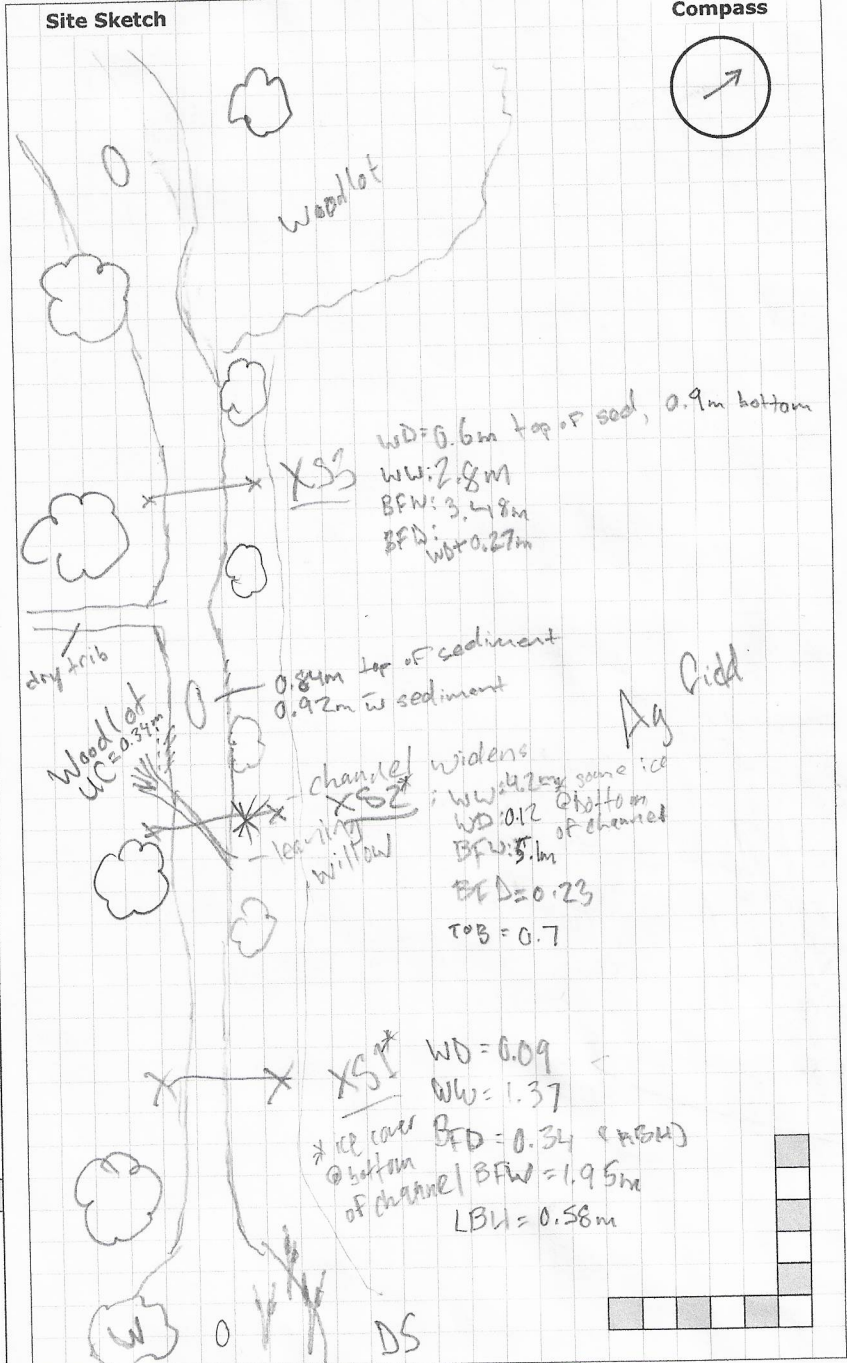 Site Sketch
Compass
Woodlot
XS3
WD=0.6m top of sed, 0.9m bottom
WW: 2.8m
BFW: 3.48m
BFD:
WD+0.27m
dry trib
0.84m top of sediment
0.92m w sediment
Ag Field
Woodlot
UC=0.34m
- channel widens
XS2*
: WW: 4.2m some ice
@bottom
of channel
WD: 0.12
BFW: 5.1m
- leaning
willow
BFD=0.23
TOB = 0.7
XS1*
WD = 0.09
WW= 1.37
* ice cover
@bottom
of channel
BFD = 0.34
BFW = 1.95m
LBH = 0.58m
W
DS